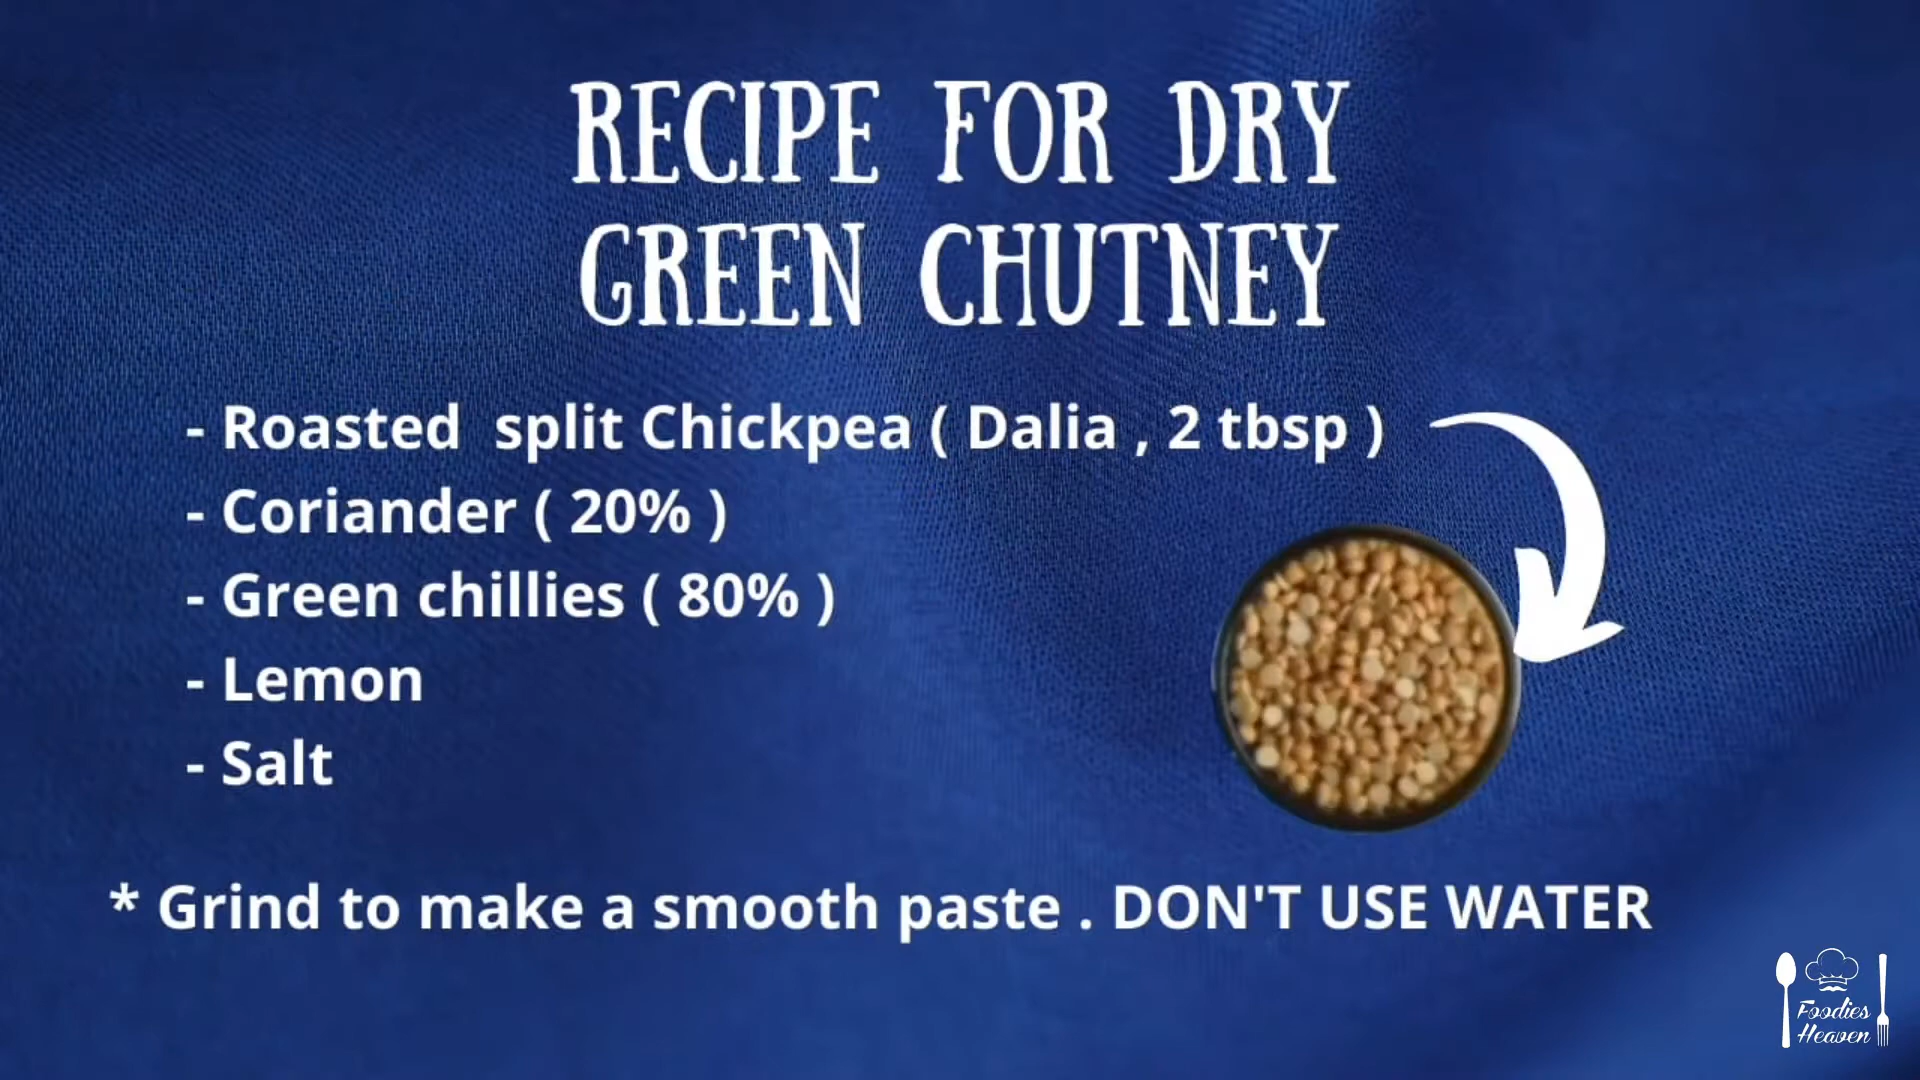 RECIPE FOR DRY
GREEN CHUTNEY
- Roasted split Chickpea ( Dalia , 2 tbsp )
- Coriander ( 20% )
- Green chillies ( 80% )
- Lemon
- Salt
* Grind to make a smooth paste . DON'T USE WATER
Foodies
Heaven